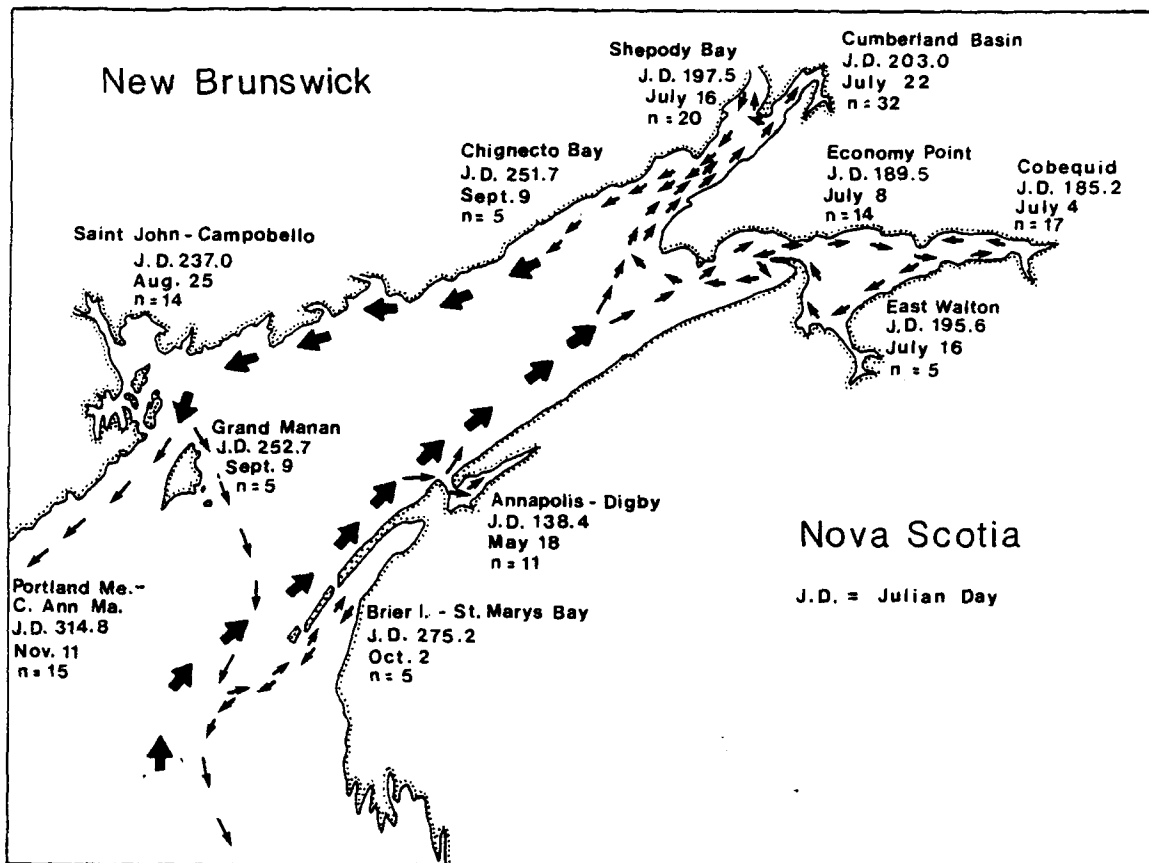 New Brunswick
Shepody Bay
J.D. 197.5
July 16
n = 20
Cumberland Basin
J.D. 203.0
July 22
n = 32
Chignecto Bay
J.D. 251.7
Sept. 9
n = 5
Economy Point
J.D. 189.5
July 8
n = 14
Cobequid
J.D. 185.2
July 4
n = 17
Saint John - Campobello
J.D. 237.0
Aug. 25
n = 14
East Walton
J.D. 195.6
July 16
n = 5
Grand Manan
J.D. 252.7
Sept. 9
n = 5
Annapolis - Digby
J.D. 138.4
May 18
n = 11
Nova Scotia
J.D. = Julian Day
Portland Me. -
C. Ann Ma.
J.D. 314.8
Nov. 11
n = 15
Brier I. - St. Marys Bay
J.D. 275.2
Oct. 2
n = 5